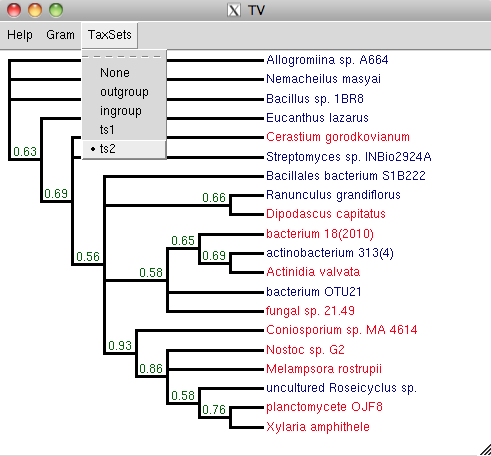 TV
Help Gram TaxSets
None
outgroup
ingroup
ts1
• ts2
Allogromiina sp. A664
Nemacheilus masyai
Bacillus sp. 1BR8
Eucanthus lazarus
Cerastium gorodkovianum
Streptomyces sp. INBio2924A
Bacillales bacterium S1B222
Ranunculus grandiflorus
Dipodascus capitatus
bacterium 18(2010)
actinobacterium 313(4)
Actinidia valvata
bacterium OTU21
fungal sp. 21.49
Coniosporium sp. MA 4614
Nostoc sp. G2
Melampsora rostrupii
uncultured Roseicyclus sp.
planctomycete OJF8
Xylaria amphithele
0.63
0.69
0.56
0.66
0.65
0.69
0.58
0.93
0.86
0.58
0.76